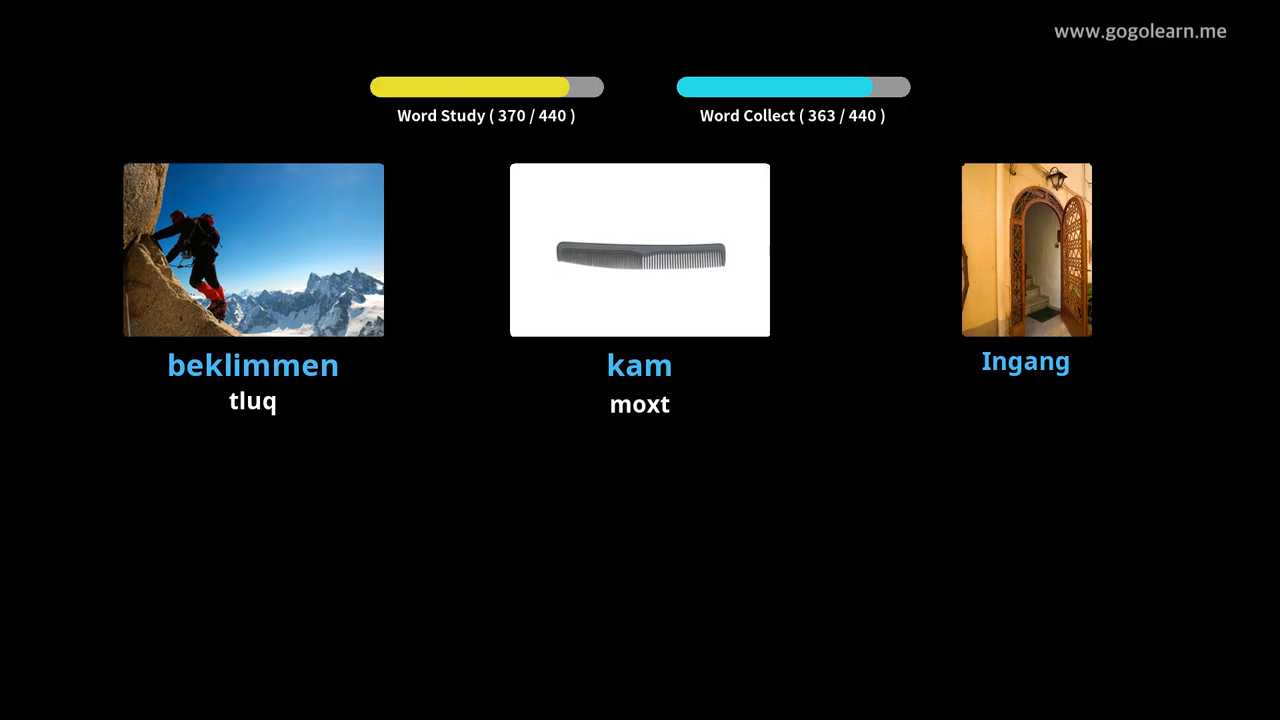 www.gogolearn.me
Word Study ( 370 / 440 )
Word Collect ( 363 / 440 )
beklimmen
kam
Ingang
tluq
moxt